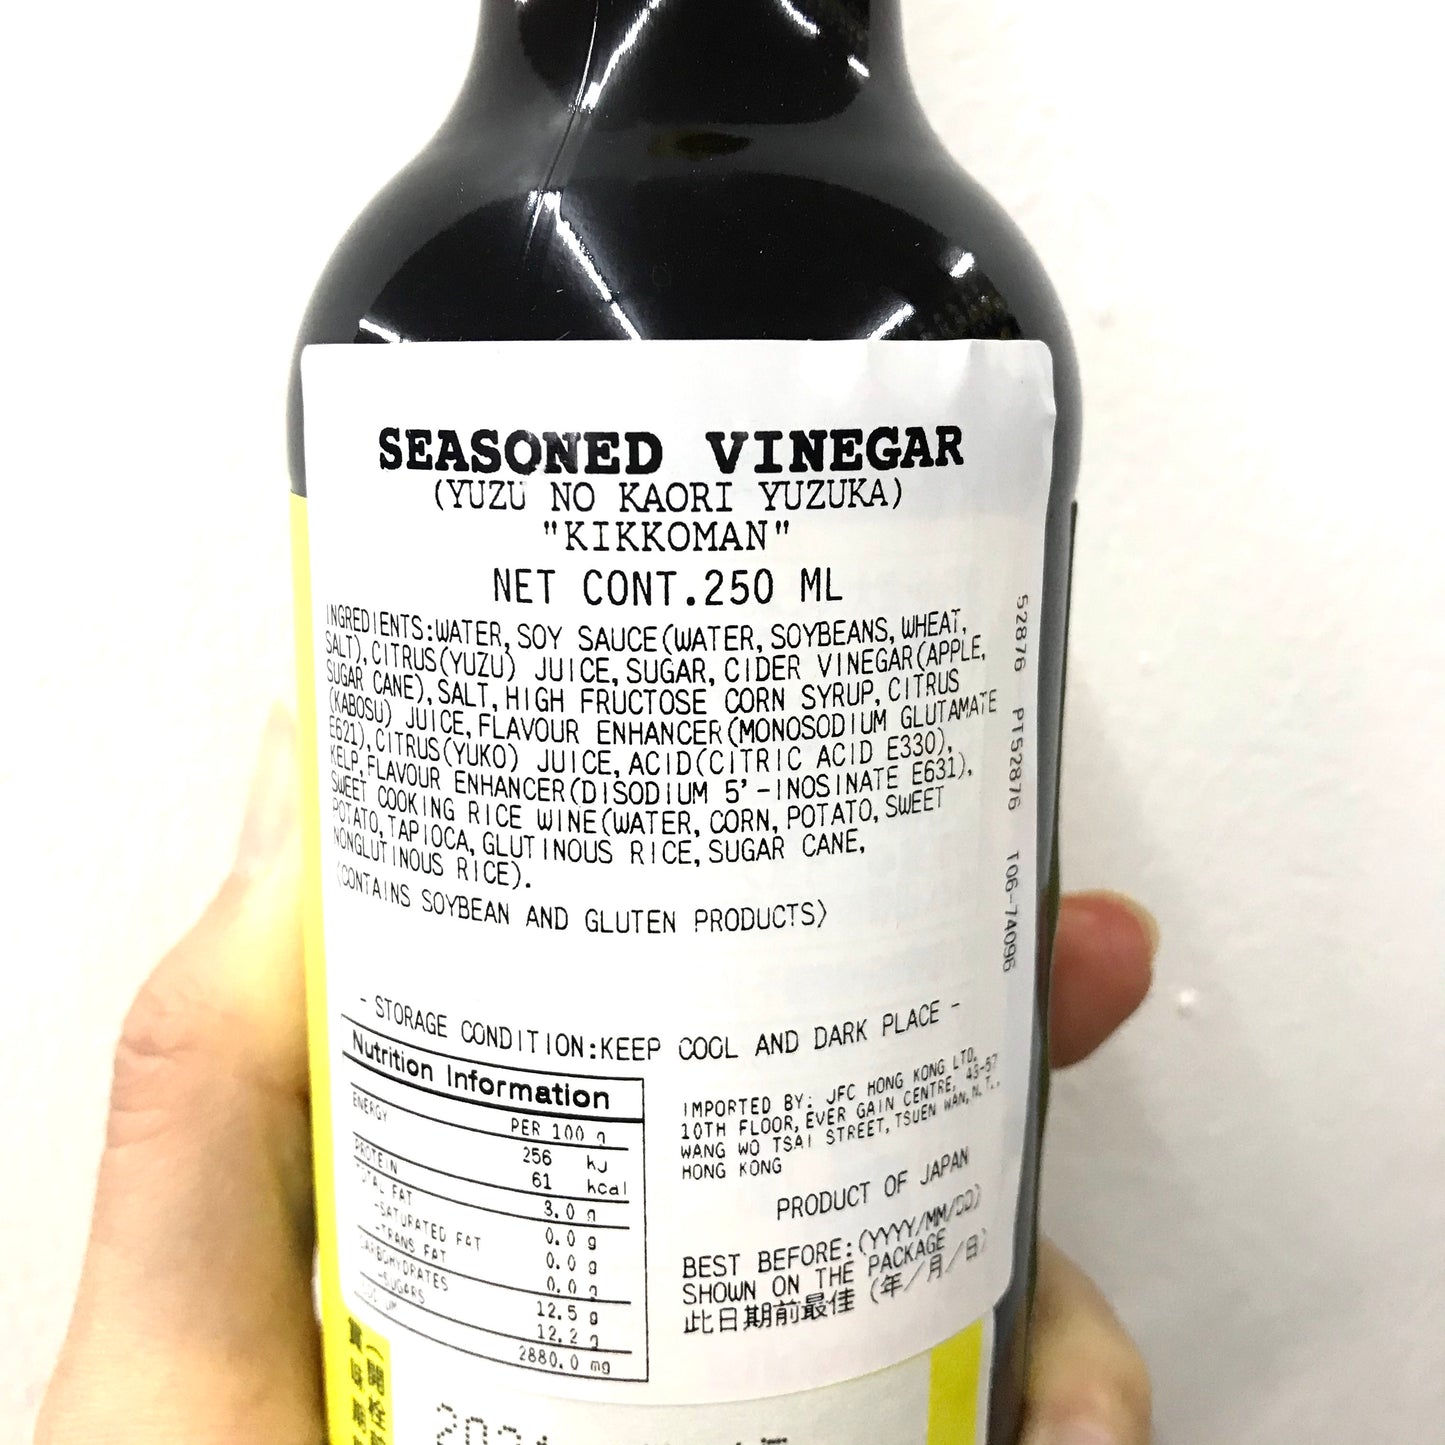 SEASONED VINEGAR
(YUZU NO KAORI YUZUKA)
"KIKKOMAN"
NET CONT.250 ML
INGREDIENTS:WATER, SOY SAUCE(WATER, SOYBEANS, WHEAT,
SALT), CITRUS(YUZU) JUICE, SUGAR, CIDER VINEGAR(APPLE,
SUGAR CANE), SALT, HIGH FRUCTOSE CORN SYRUP, CITRUS
(KABOSU) JUICE, FLAVOUR ENHANCER(MONOSODIUM GLUTAMATE
E621), CITRUS(YUKO) JUICE, ACID(CITRIC ACID E330),
KELP, FLAVOUR ENHANCER(DISODIUM 5'-INOSINATE E631),
SWEET COOKING RICE WINE(WATER, CORN, POTATO, SWEET
POTATO, TAPIOCA, GLUTINOUS RICE, SUGAR CANE,
NONGLUTINOUS RICE).
(CONTAINS SOYBEAN AND GLUTEN PRODUCTS)
52876 PT52876 T06-74096
- STORAGE CONDITION:KEEP COOL AND DARK PLACE -
Nutrition Information
PER 100 g
ENERGY 256 kJ
61 kcal
PROTEIN 3.0 g
TOTAL FAT 0.0 g
-SATURATED FAT 0.0 g
-TRANS FAT 0.0 g
CARBOHYDRATES 12.5 g
-SUGARS 12.2 g
2880.0 mg
IMPORTED BY: JFC HONG KONG LTD.
10TH FLOOR, EVER GAIN CENTRE, 43-57
WANG WO TSAI STREET, TSUEN WAN, N.T.,
HONG KONG
PRODUCT OF JAPAN
BEST BEFORE:(YYYY/MM/DD)
SHOWN ON THE PACKAGE
此日期前最佳 (年/月/日)
(開栓
賞味期